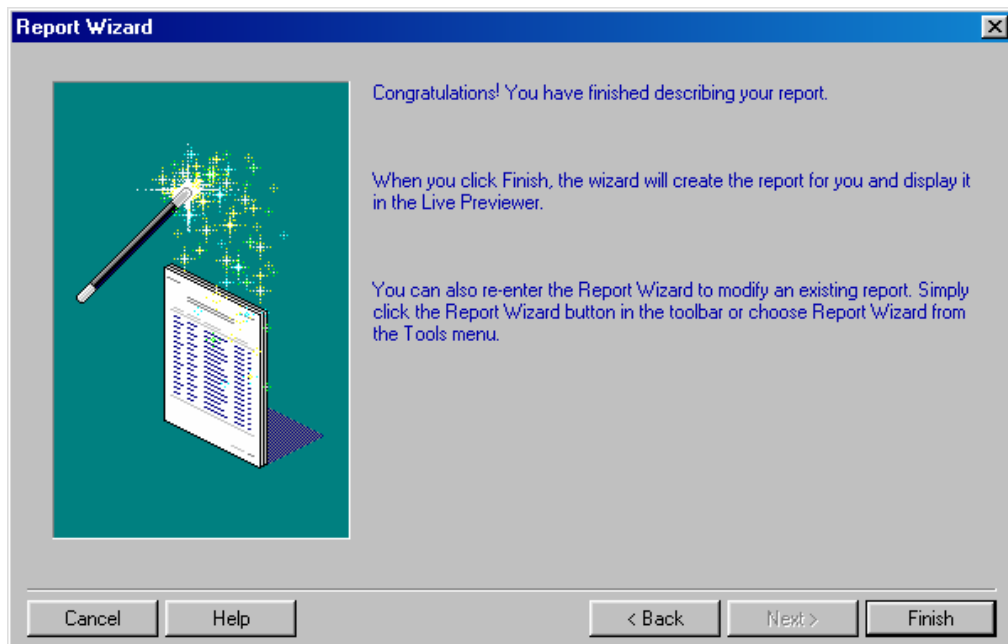 Report Wizard
Congratulations! You have finished describing your report.
When you click Finish, the wizard will create the report for you and display it
in the Live Previewer.
You can also re-enter the Report Wizard to modify an existing report. Simply
click the Report Wizard button in the toolbar or choose Report Wizard from
the Tools menu.
Cancel
Help
< Back
Next >
Finish